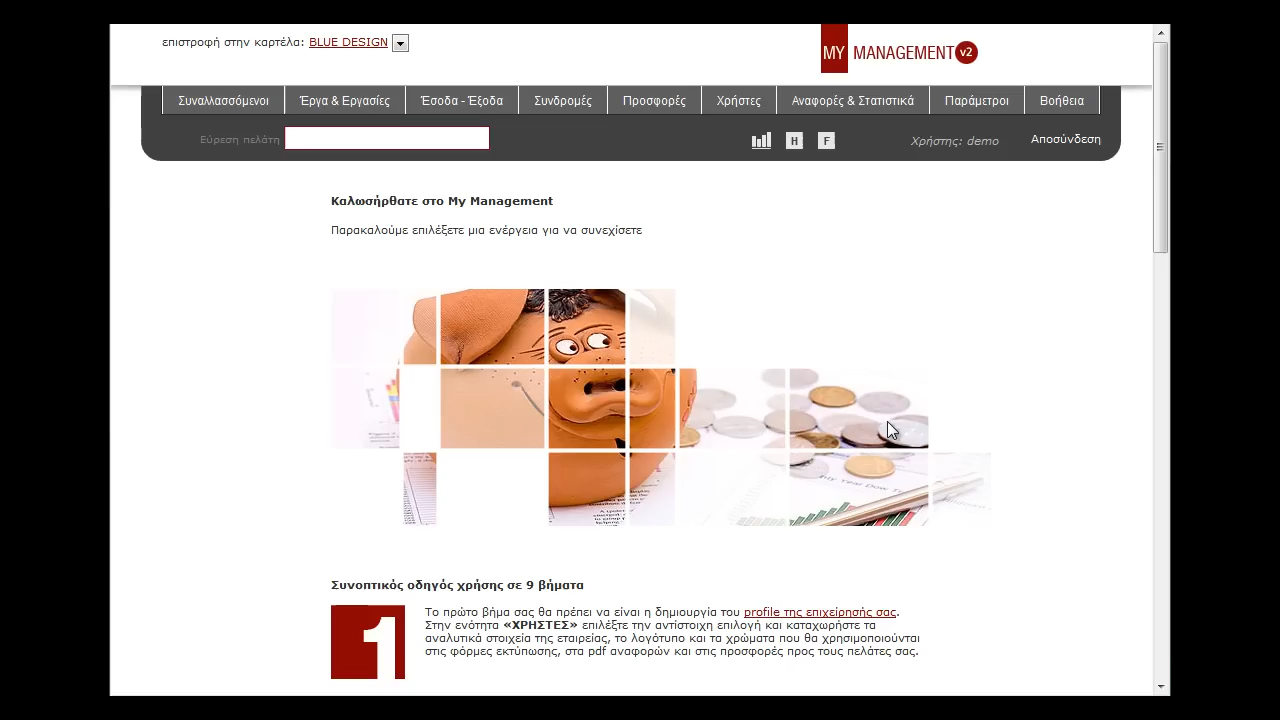 επιστροφή στην καρτέλα: BLUE DESIGN
MY MANAGEMENT v2
Συναλλασσόμενοι Έργα & Εργασίες Έσοδα - Έξοδα Συνδρομές Προσφορές Χρήστες Αναφορές & Στατιστικά Παράμετροι Βοήθεια
Εύρεση πελάτη H F Χρήστης: demo Αποσύνδεση
Καλωσήρθατε στο My Management
Παρακαλούμε επιλέξετε μια ενέργεια για να συνεχίσετε
Συνοπτικός οδηγός χρήσης σε 9 βήματα
1
Το πρώτο βήμα σας θα πρέπει να είναι η δημιουργία του profile της επιχείρησής σας.
Στην ενότητα «ΧΡΗΣΤΕΣ» επιλέξτε την αντίστοιχη επιλογή και καταχωρήστε τα
αναλυτικά στοιχεία της εταιρείας, το λογότυπο και τα χρώματα που θα χρησιμοποιούνται
στις φόρμες εκτύπωσης, στα pdf αναφορών και στις προσφορές προς τους πελάτες σας.